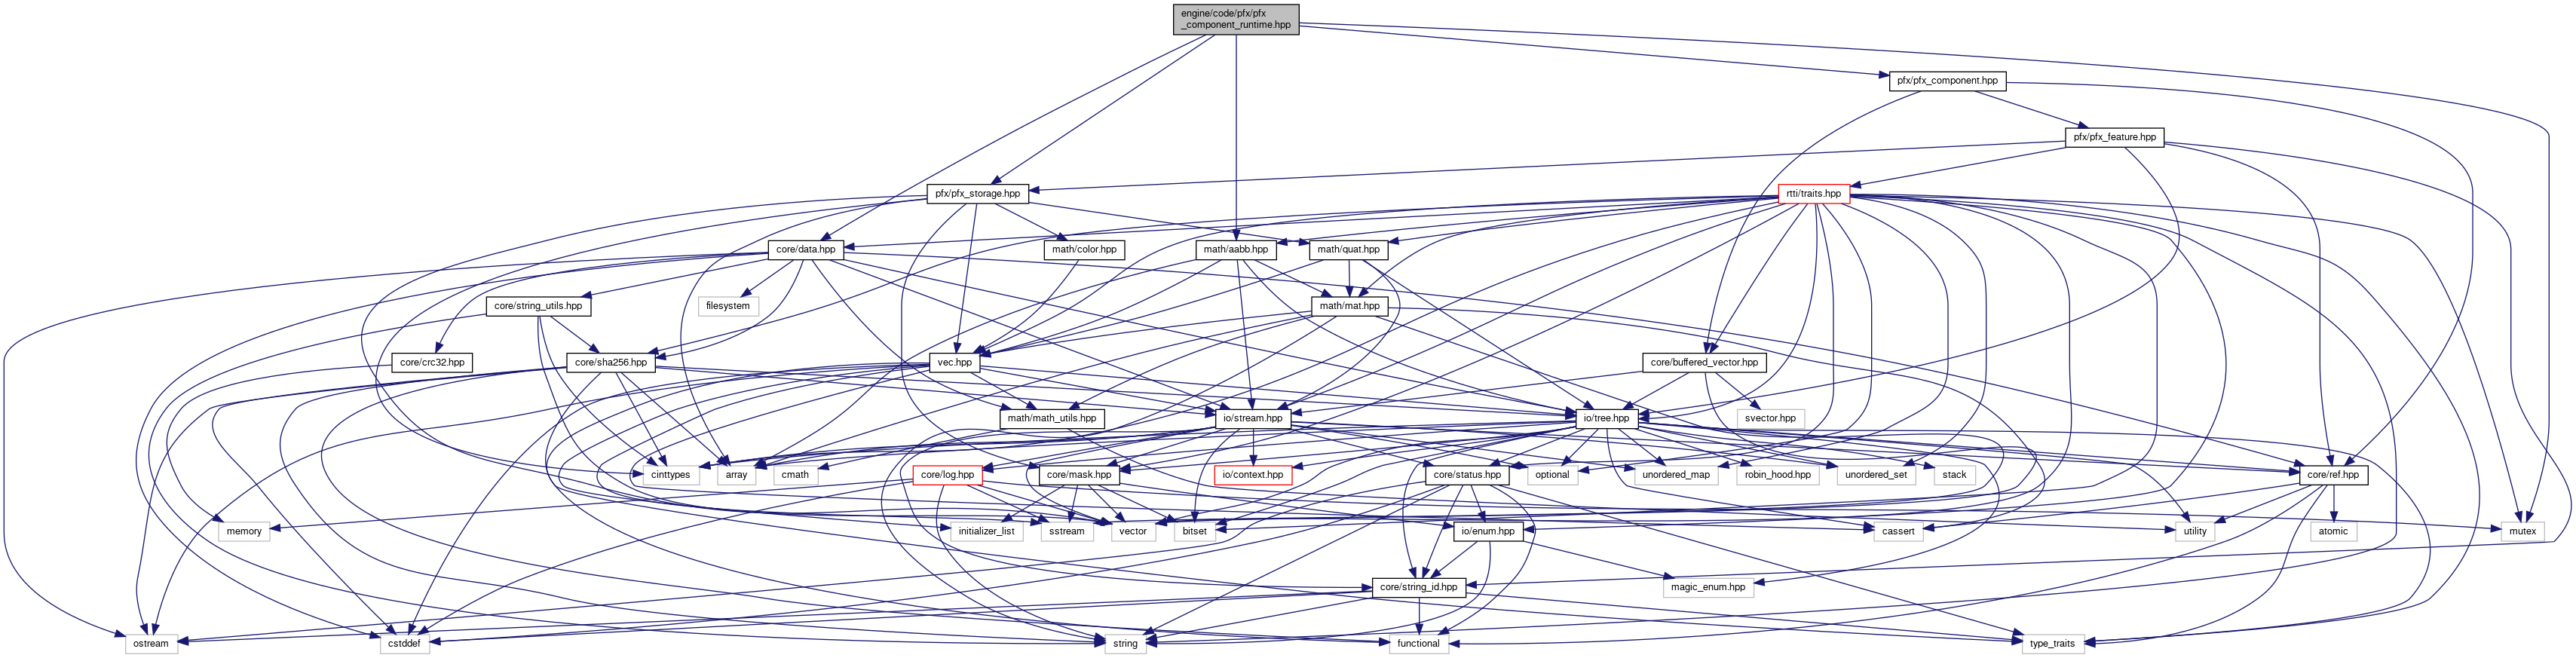 engine/code/pfx/pfx
_component_runtime.hpp
pfx/pfx_component.hpp
pfx/pfx_feature.hpp
pfx/pfx_storage.hpp
rtti/traits.hpp
core/data.hpp
math/color.hpp
math/aabb.hpp
math/quat.hpp
core/string_utils.hpp
filesystem
math/mat.hpp
core/crc32.hpp
core/sha256.hpp
vec.hpp
core/buffered_vector.hpp
math/math_utils.hpp
io/stream.hpp
io/tree.hpp
svector.hpp
cinttypes
array
cmath
core/log.hpp
core/mask.hpp
io/context.hpp
core/status.hpp
optional
unordered_map
robin_hood.hpp
unordered_set
stack
core/ref.hpp
memory
initializer_list
sstream
vector
bitset
io/enum.hpp
cassert
utility
atomic
mutex
core/string_id.hpp
magic_enum.hpp
ostream
cstddef
string
functional
type_traits